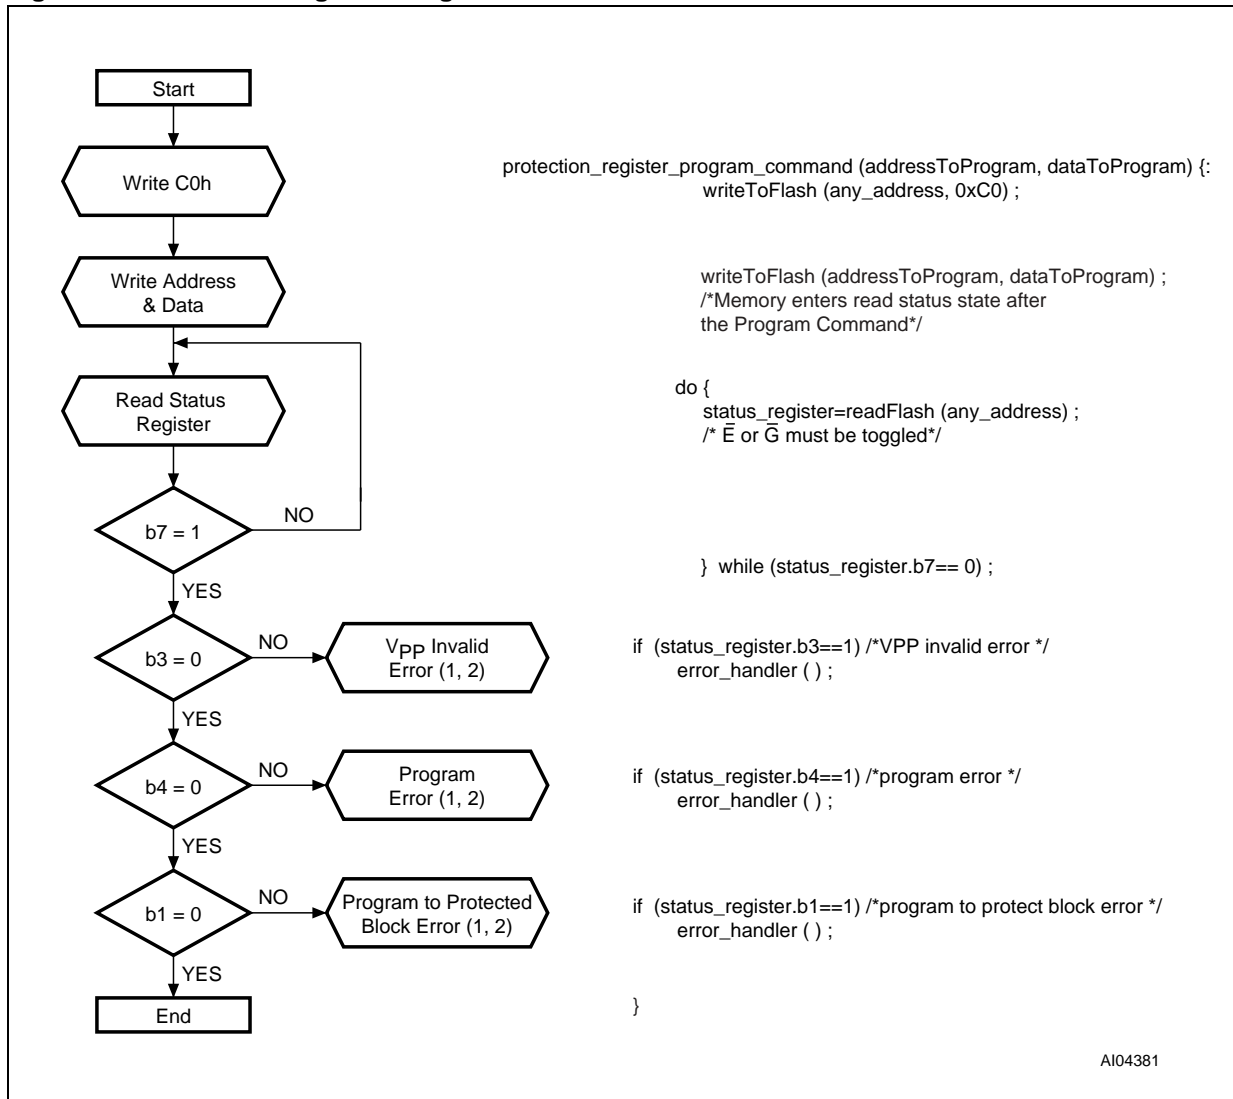 Start
Write C0h
protection_register_program_command (addressToProgram, dataToProgram) {:
writeToFlash (any_address, 0xC0) ;
Write Address
& Data
writeToFlash (addressToProgram, dataToProgram) ;
/*Memory enters read status state after
the Program Command*/
Read Status
Register
do {
status_register=readFlash (any_address) ;
/* E̅ or G̅ must be toggled*/
b7 = 1
NO
YES
} while (status_register.b7== 0) ;
b3 = 0
NO
YES
VPP Invalid
Error (1, 2)
if (status_register.b3==1) /*VPP invalid error */
error_handler ( ) ;
b4 = 0
NO
YES
Program
Error (1, 2)
if (status_register.b4==1) /*program error */
error_handler ( ) ;
b1 = 0
NO
YES
Program to Protected
Block Error (1, 2)
if (status_register.b1==1) /*program to protect block error */
error_handler ( ) ;
End
}
AI04381